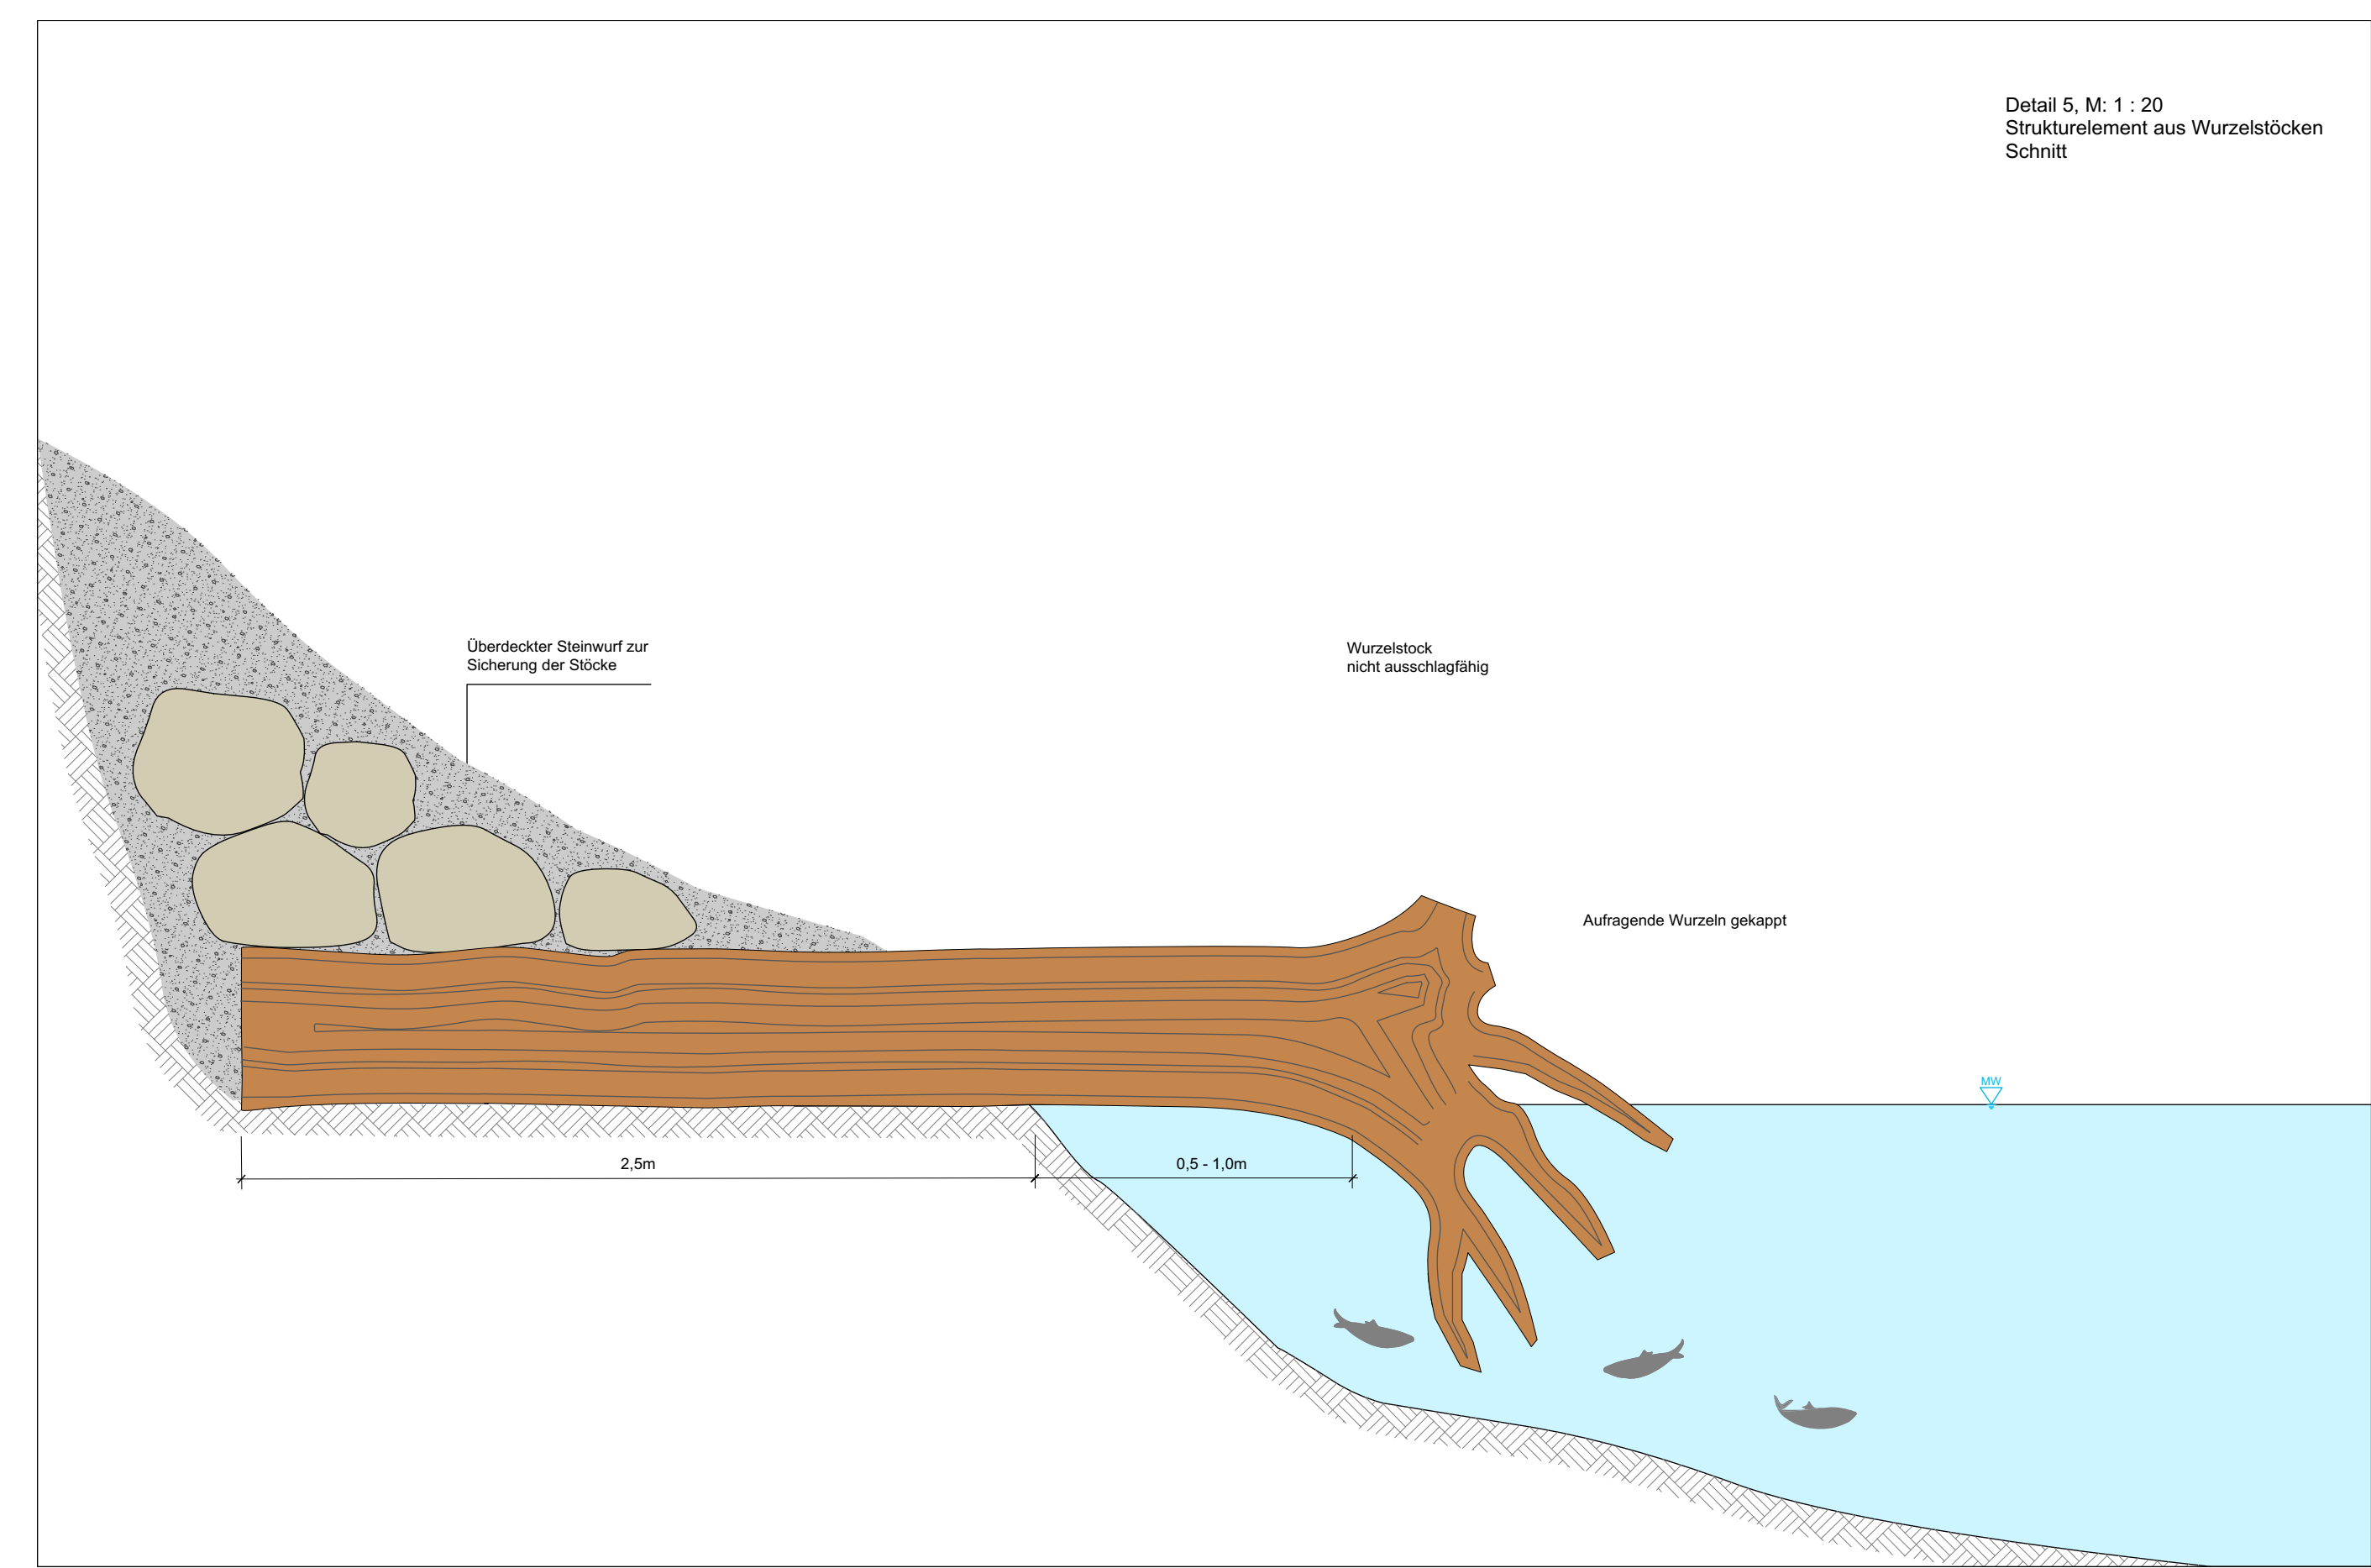 Detail 5, M: 1 : 20
Strukturelement aus Wurzelstöcken
Schnitt
Überdeckter Steinwurf zur
Sicherung der Stöcke
Wurzelstock
nicht ausschlagfähig
Aufragende Wurzeln gekappt
MW
2,5m
0,5 - 1,0m